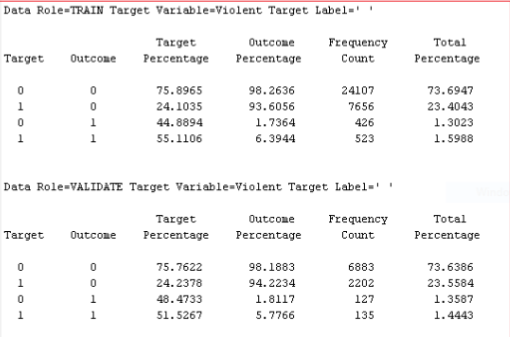 Data Role=TRAIN Target Variable=Violent Target Label=' '
Target Outcome Frequency Total
Target Outcome Percentage Percentage Count Percentage
0 0 75.8965 98.2636 24107 73.6947
1 0 24.1035 93.6056 7656 23.4043
0 1 44.8894 1.7364 426 1.3023
1 1 55.1106 6.3944 523 1.5988
Data Role=VALIDATE Target Variable=Violent Target Label=' '
Target Outcome Frequency Total
Target Outcome Percentage Percentage Count Percentage
0 0 75.7622 98.1883 6883 73.6386
1 0 24.2378 94.2234 2202 23.5584
0 1 48.4733 1.8117 127 1.3587
1 1 51.5267 5.7766 135 1.4443